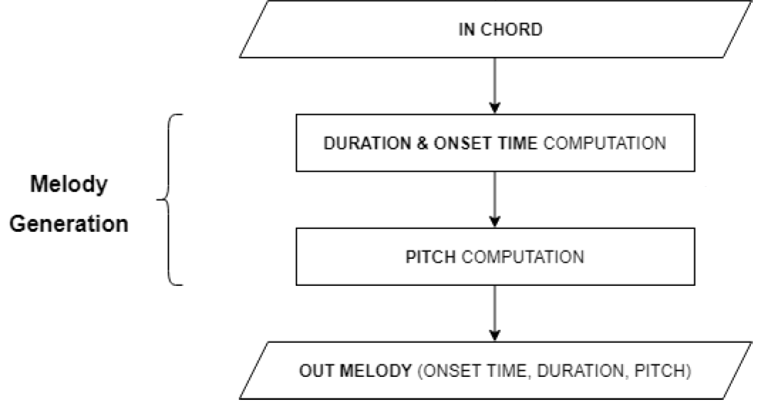 IN CHORD
DURATION & ONSET TIME COMPUTATION
Melody
Generation
PITCH COMPUTATION
OUT MELODY (ONSET TIME, DURATION, PITCH)